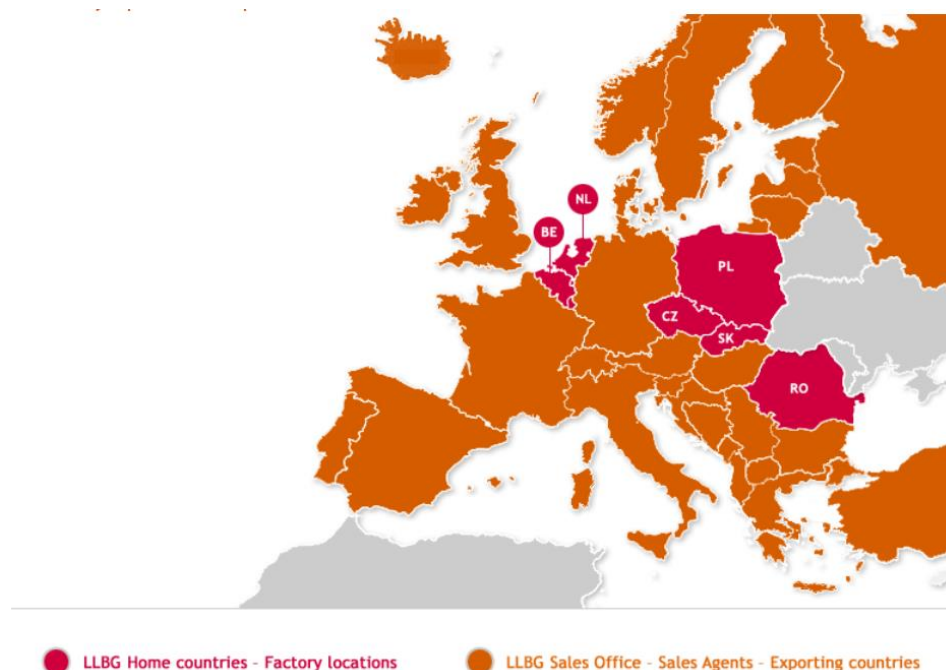 NL
BE
PL
CZ
SK
RO
LLBG Home countries - Factory locations
LLBG Sales Office - Sales Agents - Exporting countries